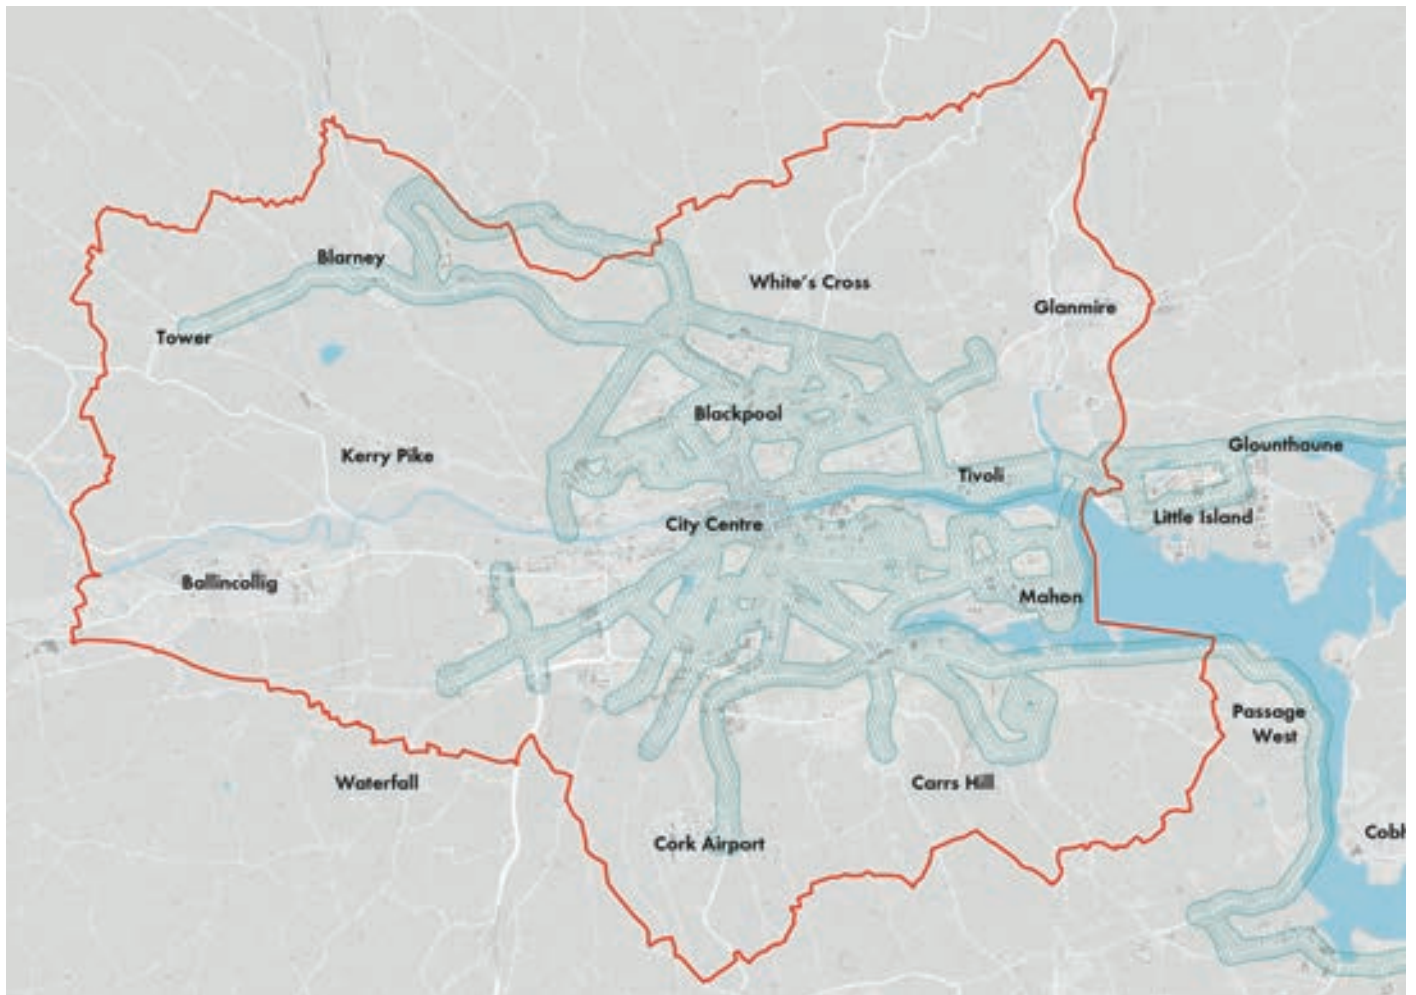 Blarney
White's Cross
Glanmire
Tower
Blackpool
Glounthaune
Kerry Pike
Tivoli
Little Island
City Centre
Ballincollig
Mahon
Passage
West
Waterfall
Carrs Hill
Cork Airport
Cobh